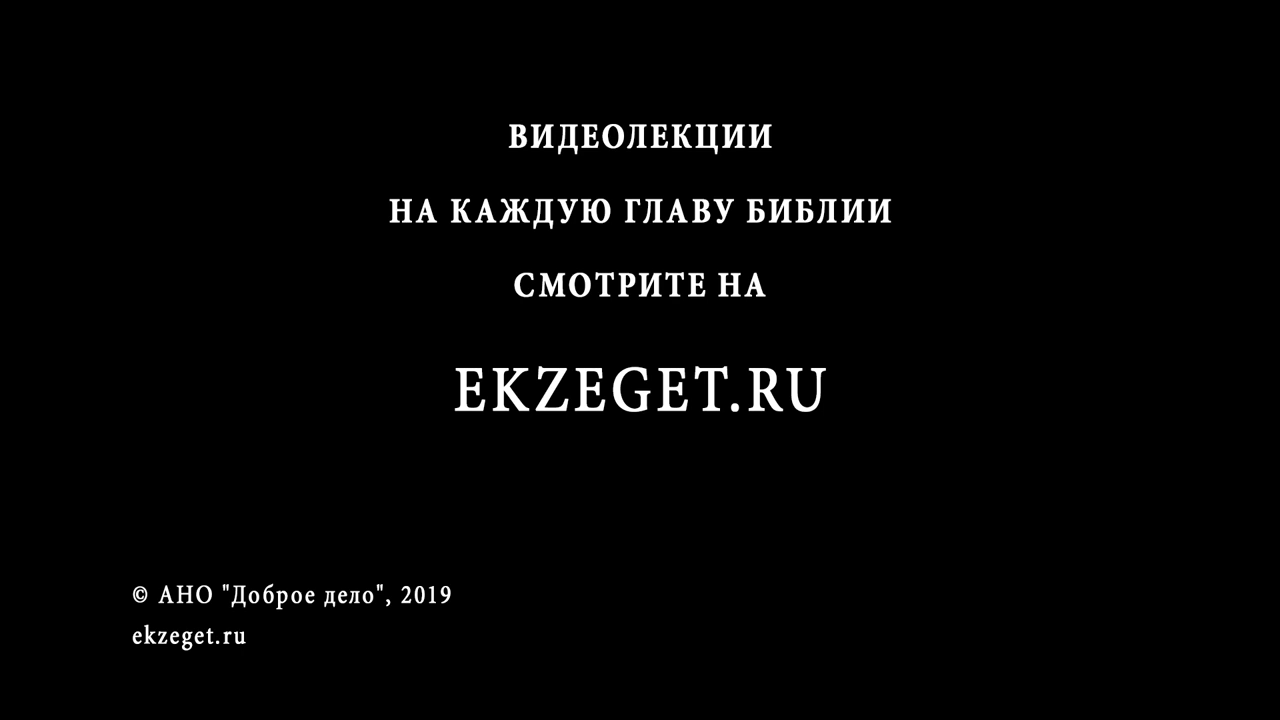 ВИДЕОЛЕКЦИИ
НА КАЖДУЮ ГЛАВУ БИБЛИИ
СМОТРИТЕ НА
EKZEGET.RU
© АНО "Доброе дело", 2019
ekzeget.ru